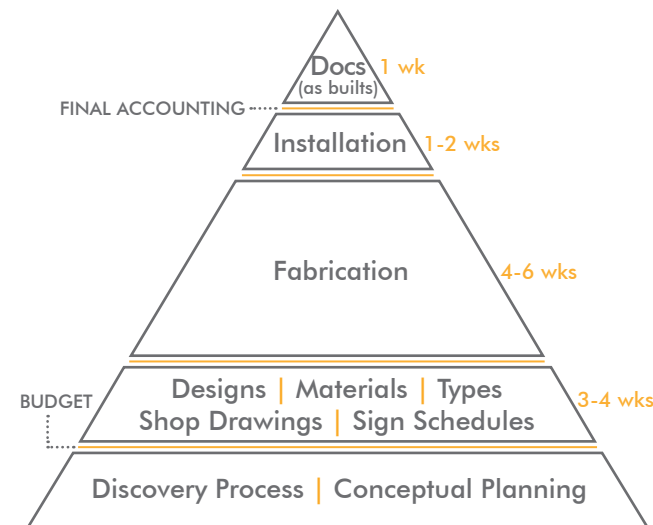 Docs 1 wk
(as builts)
FINAL ACCOUNTING
Installation 1-2 wks
Fabrication 4-6 wks
Designs | Materials | Types
BUDGET 3-4 wks
Shop Drawings | Sign Schedules
Discovery Process | Conceptual Planning